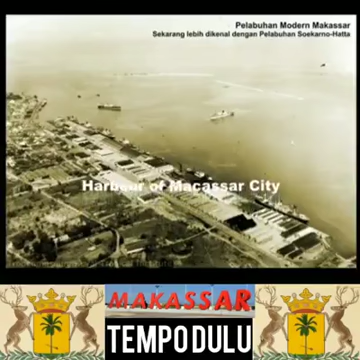 Pelabuhan Modern Makassar
Sekarang lebih dikenal dengan Pelabuhan Soekarno-Hatta
Harbour of Macassar City
MAKASSAR
TEMPO DULU